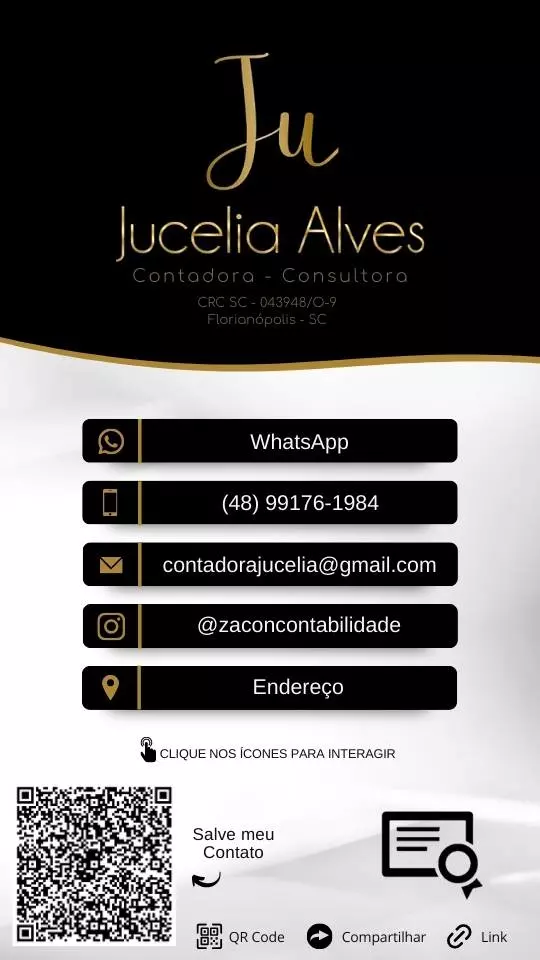 Ju
Jucelia Alves
Contadora - Consultora
CRC SC - 043948/O-9
Florianópolis - SC
WhatsApp
(48) 99176-1984
contadorajucelia@gmail.com
@zaconcontabilidade
Endereço
CLIQUE NOS ÍCONES PARA INTERAGIR
Salve meu
Contato
QR Code
Compartilhar
Link